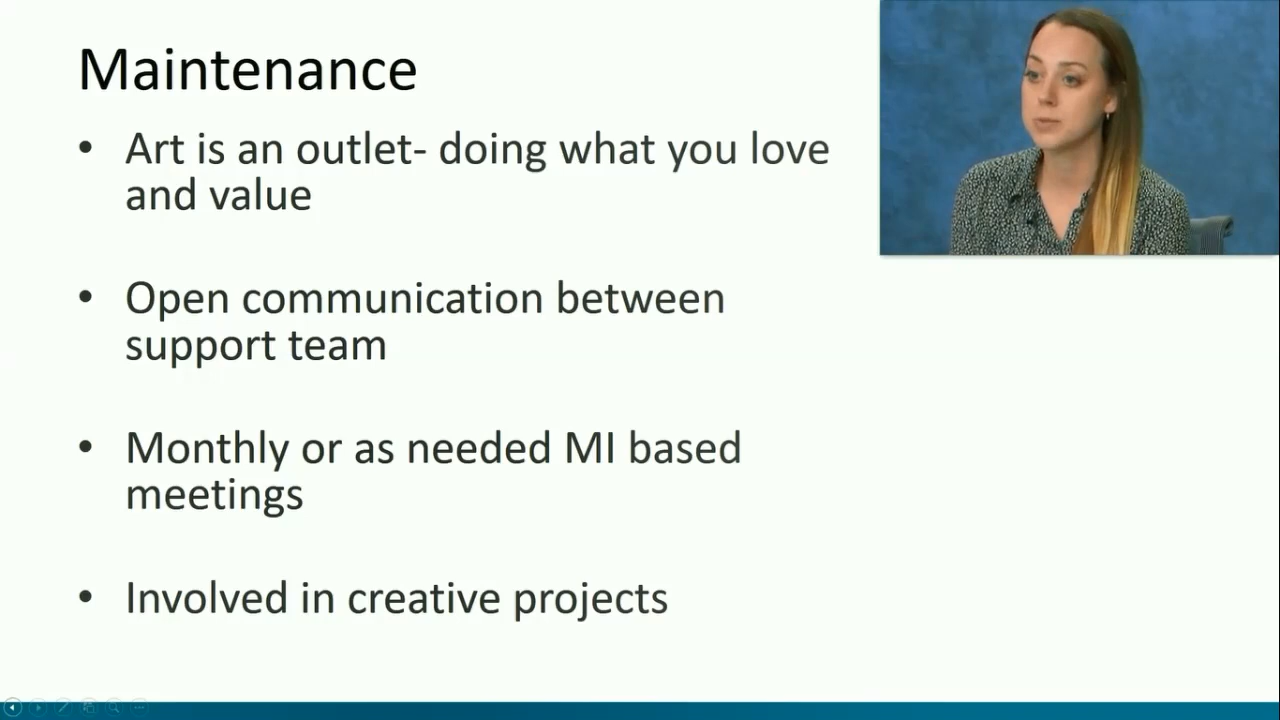 Maintenance
• Art is an outlet- doing what you love
and value
• Open communication between
support team
• Monthly or as needed MI based
meetings
• Involved in creative projects